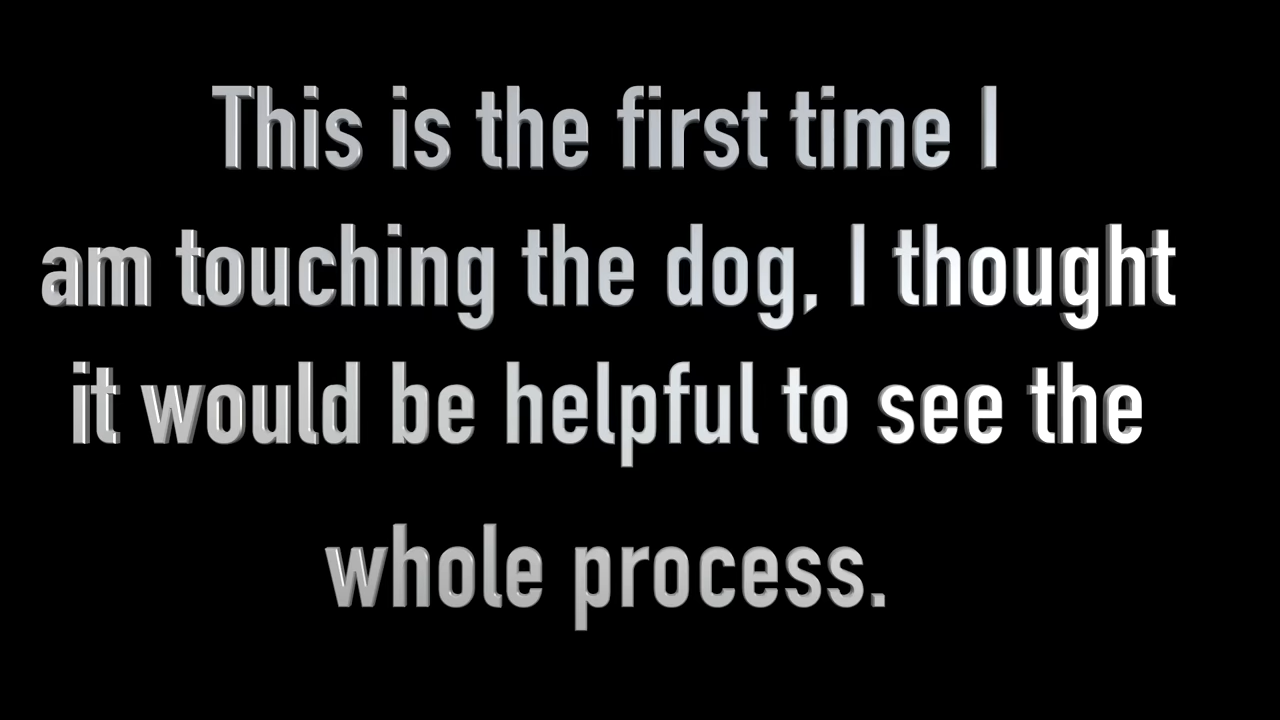 This is the first time I
am touching the dog, I thought
it would be helpful to see the
whole process.